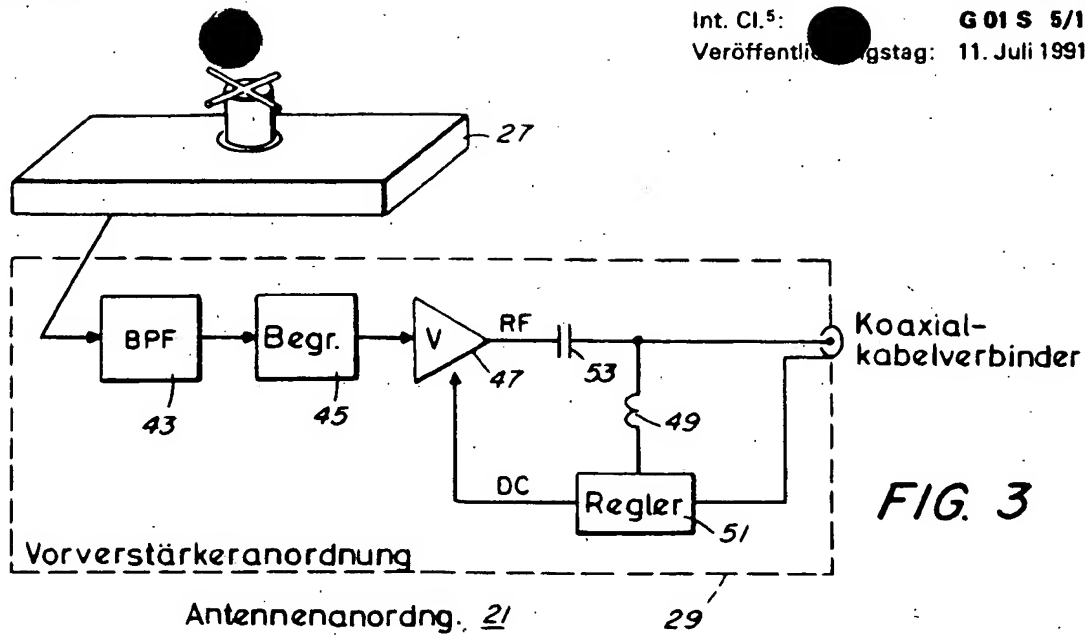 Int. Cl.⁵: G 01 S 5/1
Veröffentli gstag: 11. Juli 1991
27
BPF
Begr.
V
RF
47
53
Koaxial-
kabelverbinder
43
45
49
DC
Regler
51
FIG. 3
Vorverstärkeranordnung
Antennenanordng. 21
29